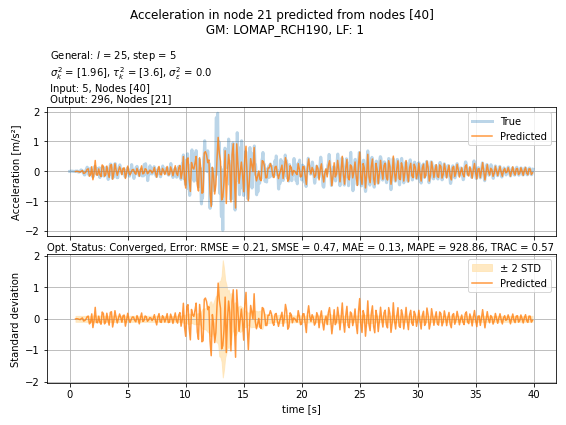 Acceleration in node 21 predicted from nodes [40]
GM: LOMAP_RCH190, LF: 1
General: l = 25, step = 5
σ²ₖ = [1.96], τ²ₖ = [3.6], σ²ε = 0.0
Input: 5, Nodes [40]
Output: 296, Nodes [21]
Acceleration [m/s²]
2
1
0
−1
−2
True
Predicted
Opt. Status: Converged, Error: RMSE = 0.21, SMSE = 0.47, MAE = 0.13, MAPE = 928.86, TRAC = 0.57
Standard deviation
2
1
0
−1
−2
± 2 STD
Predicted
0 5 10 15 20 25 30 35 40
time [s]